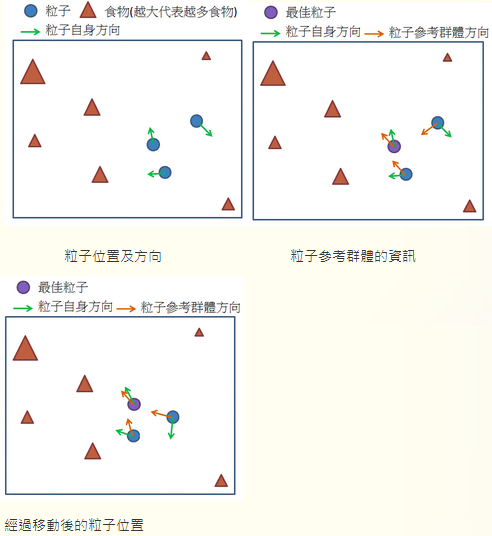 粒子 食物(越大代表越多食物)
粒子自身方向
最佳粒子
粒子自身方向 粒子參考群體方向
粒子位置及方向 粒子參考群體的資訊
最佳粒子
粒子自身方向 粒子參考群體方向
經過移動後的粒子位置